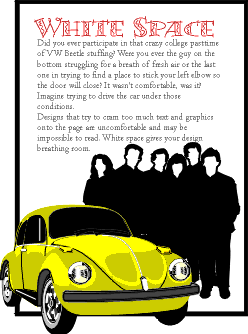 WHITE SPACE
Did you ever participate in that crazy college pasttime
of VW Beetle stuffing? Were you ever the guy on the
bottom struggling for a breath of fresh air or the last
one in trying to find a place to stick your left elbow so
the door will close? It wasn't comfortable, was it?
Imagine trying to drive the car under those
conditions.
Designs that try to cram too much text and graphics
onto the page are uncomfortable and may be
impossible to read. White space gives your design
breathing room.